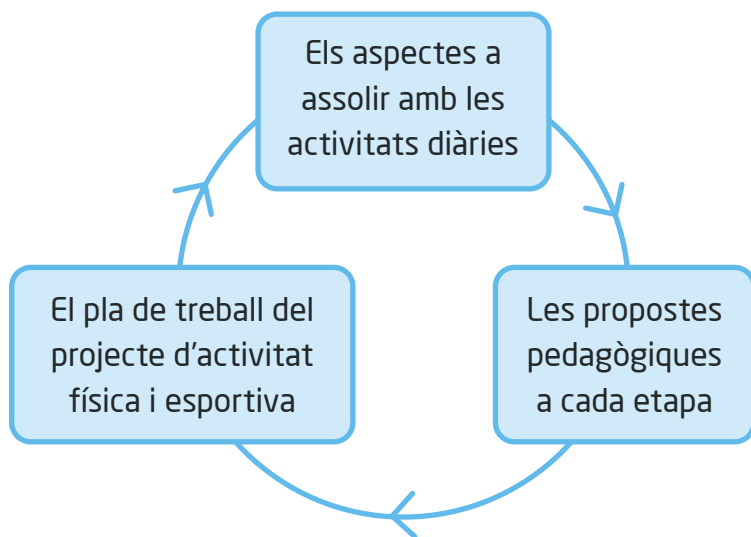 Els aspectes a
assolir amb les
activitats diàries
El pla de treball del
projecte d'activitat
física i esportiva
Les propostes
pedagògiques
a cada etapa